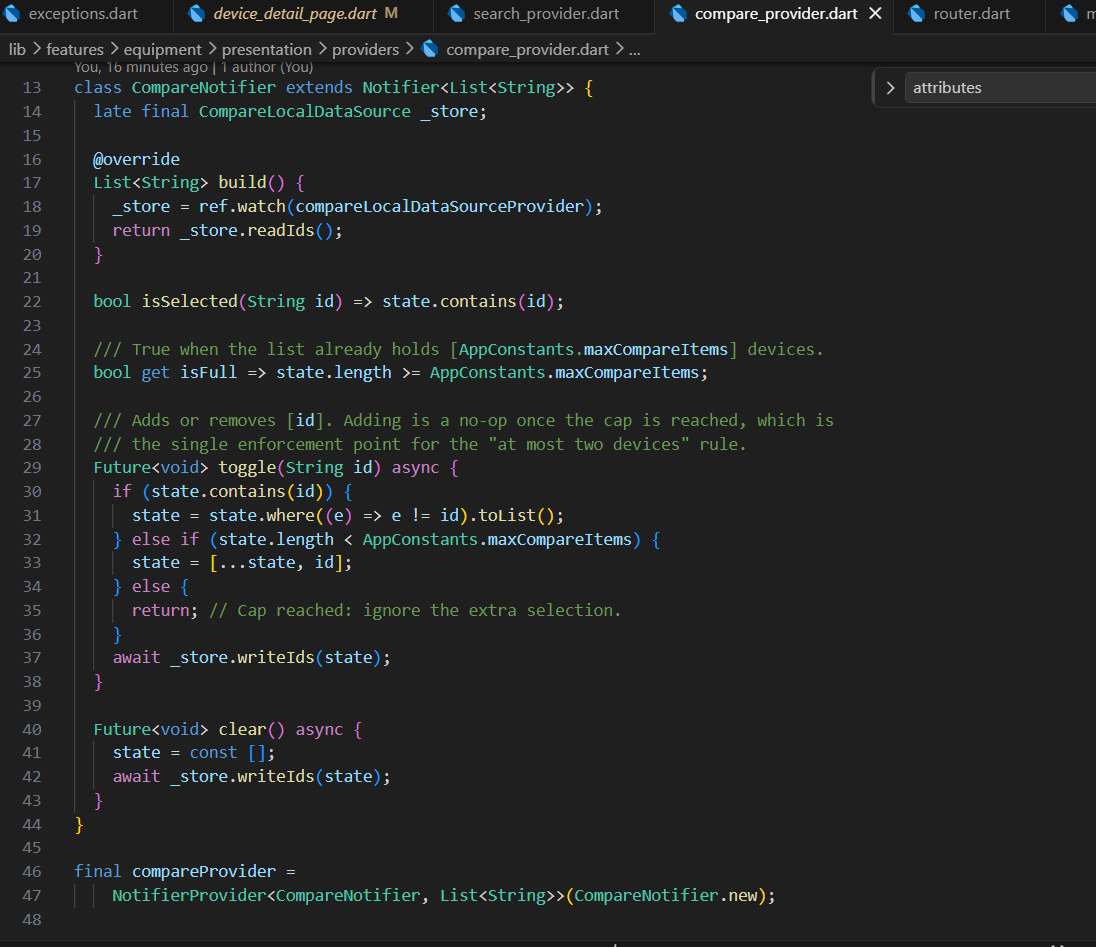 exceptions.dart
device_detail_page.dart M
search_provider.dart
compare_provider.dart
router.dart
lib > features > equipment > presentation > providers > compare_provider.dart > ...
attributes
You, 16 minutes ago | 1 author (You)
13 class CompareNotifier extends Notifier<List<String>> {
14   late final CompareLocalDataSource _store;
15
16   @override
17   List<String> build() {
18     _store = ref.watch(compareLocalDataSourceProvider);
19     return _store.readIds();
20   }
21
22   bool isSelected(String id) => state.contains(id);
23
24   /// True when the list already holds [AppConstants.maxCompareItems] devices.
25   bool get isFull => state.length >= AppConstants.maxCompareItems;
26
27   /// Adds or removes [id]. Adding is a no-op once the cap is reached, which is
28   /// the single enforcement point for the "at most two devices" rule.
29   Future<void> toggle(String id) async {
30     if (state.contains(id)) {
31       state = state.where((e) => e != id).toList();
32     } else if (state.length < AppConstants.maxCompareItems) {
33       state = [...state, id];
34     } else {
35       return; // Cap reached: ignore the extra selection.
36     }
37     await _store.writeIds(state);
38   }
39
40   Future<void> clear() async {
41     state = const [];
42     await _store.writeIds(state);
43   }
44 }
45
46 final compareProvider =
47     NotifierProvider<CompareNotifier, List<String>>(CompareNotifier.new);
48